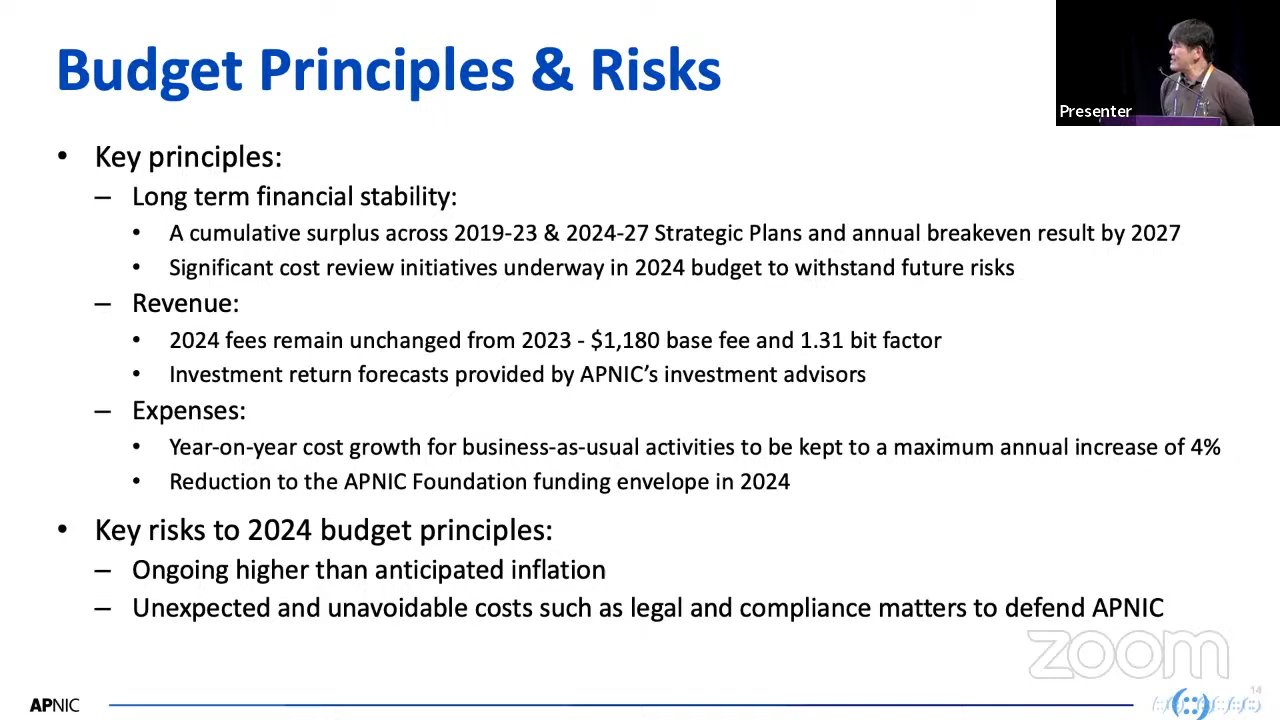 Budget Principles & Risks
Presenter
• Key principles:
– Long term financial stability:
• A cumulative surplus across 2019-23 & 2024-27 Strategic Plans and annual breakeven result by 2027
• Significant cost review initiatives underway in 2024 budget to withstand future risks
– Revenue:
• 2024 fees remain unchanged from 2023 - $1,180 base fee and 1.31 bit factor
• Investment return forecasts provided by APNIC’s investment advisors
– Expenses:
• Year-on-year cost growth for business-as-usual activities to be kept to a maximum annual increase of 4%
• Reduction to the APNIC Foundation funding envelope in 2024
• Key risks to 2024 budget principles:
– Ongoing higher than anticipated inflation
– Unexpected and unavoidable costs such as legal and compliance matters to defend APNIC
zoom
14
APNIC